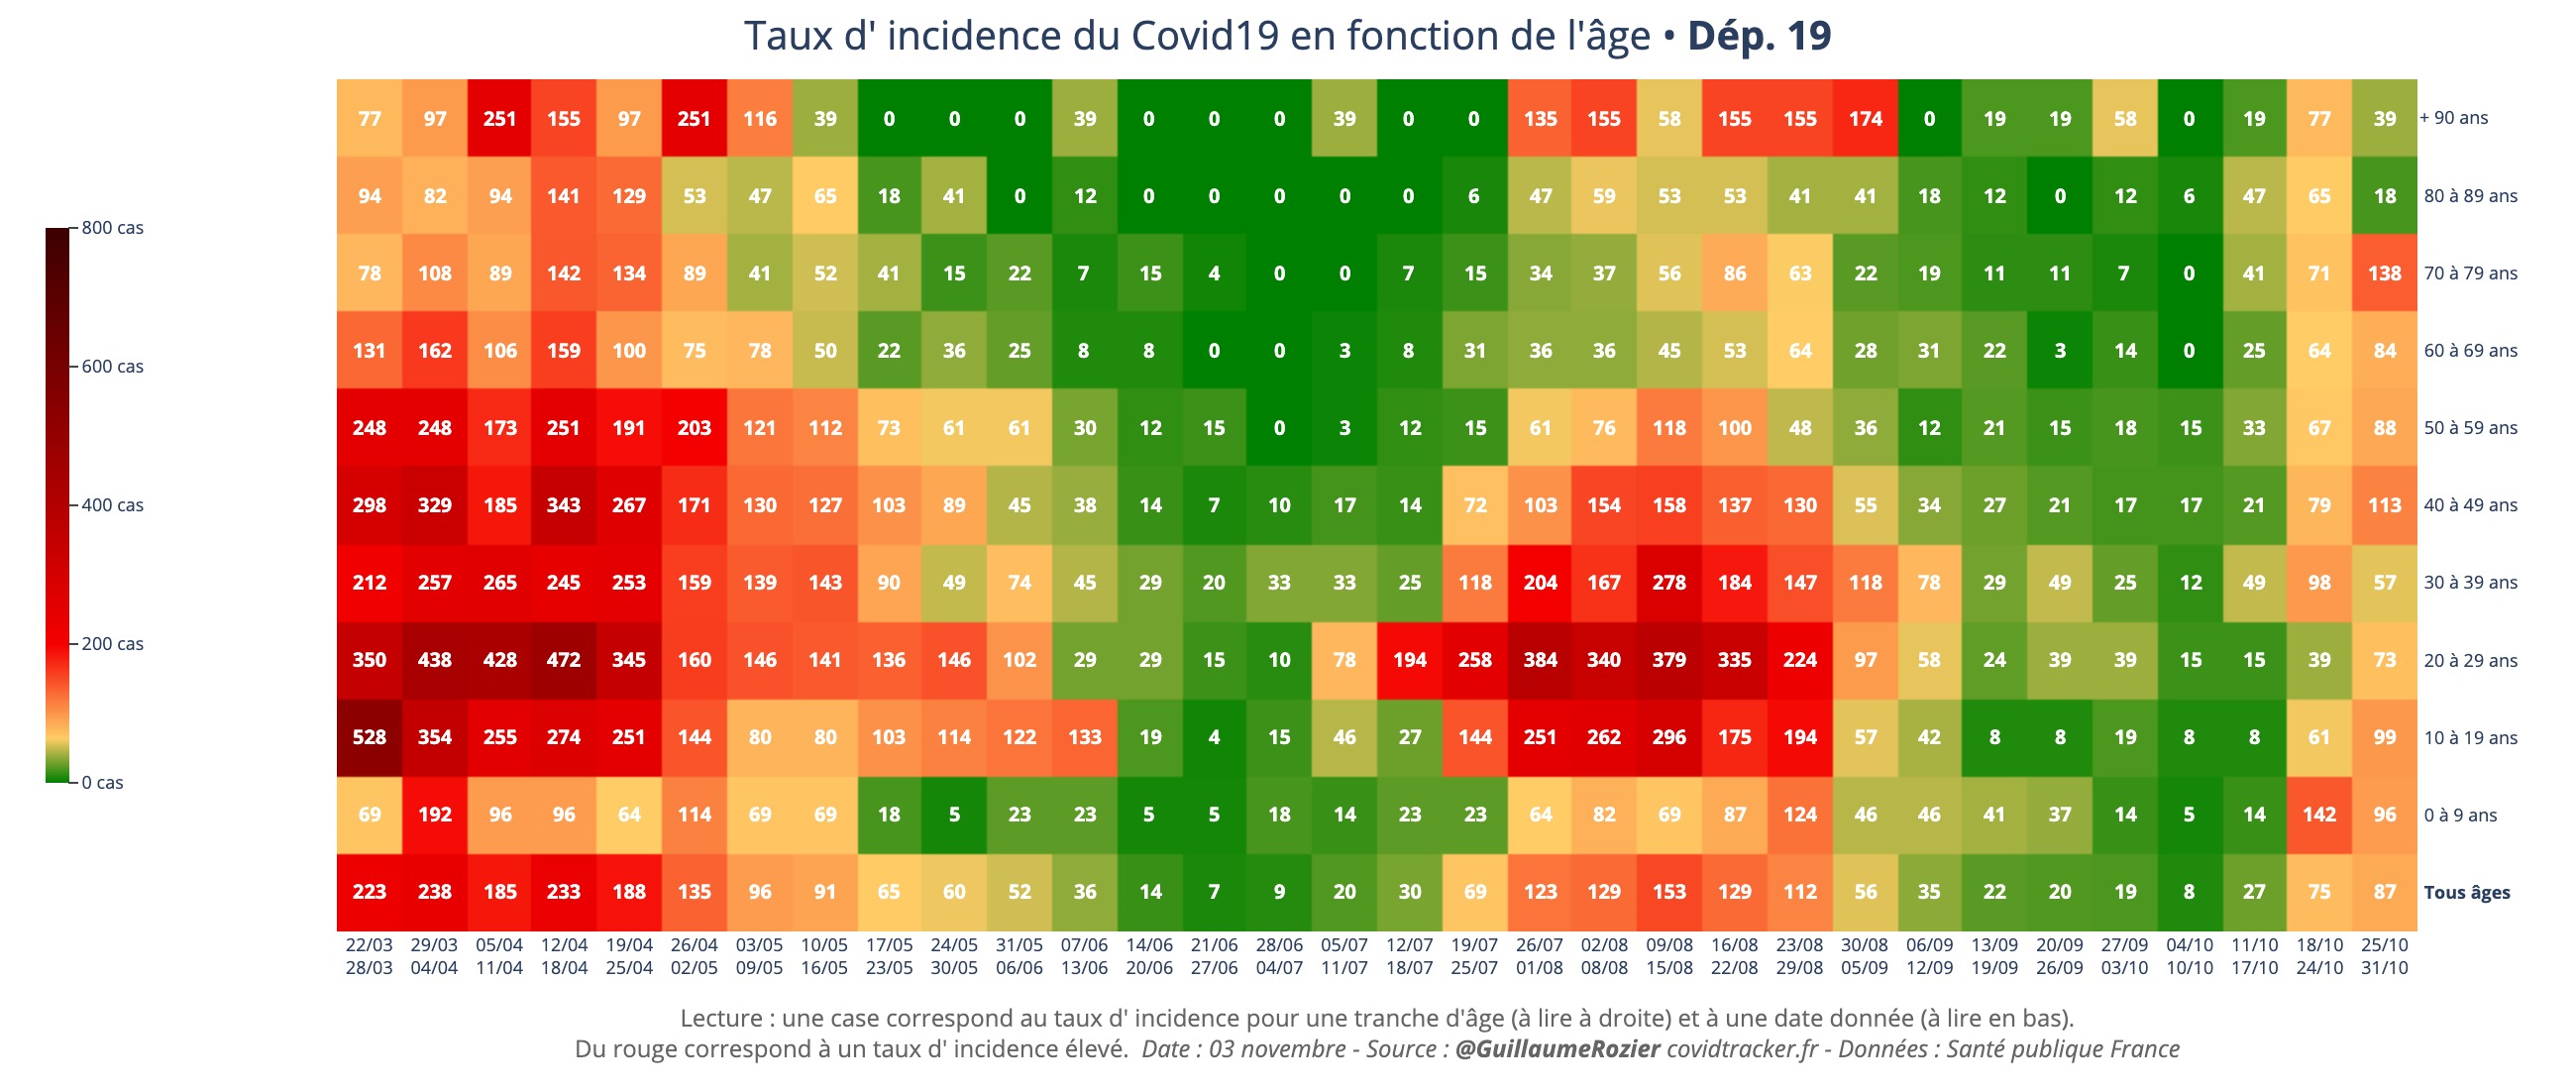 Taux d' incidence du Covid19 en fonction de l'âge • Dép. 19
77 97 251 155 97 251 116 39 0 0 0 39 0 0 0 39 0 0 135 155 58 155 155 174 0 19 19 58 0 19 77 39 + 90 ans
94 82 94 141 129 53 47 65 18 41 0 12 0 0 0 0 0 6 47 59 53 53 41 41 18 12 0 12 6 47 65 18 80 à 89 ans
800 cas
78 108 89 142 134 89 41 52 41 15 22 7 15 4 0 0 7 15 34 37 56 86 63 22 19 11 11 7 0 41 71 138 70 à 79 ans
131 162 106 159 100 75 78 50 22 36 25 8 8 0 0 3 8 31 36 36 45 53 64 28 31 22 3 14 0 25 64 84 60 à 69 ans
600 cas
248 248 173 251 191 203 121 112 73 61 61 30 12 15 0 3 12 15 61 76 118 100 48 36 12 21 15 18 15 33 67 88 50 à 59 ans
400 cas
298 329 185 343 267 171 130 127 103 89 45 38 14 7 10 17 14 72 103 154 158 137 130 55 34 27 21 17 17 21 79 113 40 à 49 ans
212 257 265 245 253 159 139 143 90 49 74 45 29 20 33 33 25 118 204 167 278 184 147 118 78 29 49 25 12 49 98 57 30 à 39 ans
200 cas
350 438 428 472 345 160 146 141 136 146 102 29 29 15 10 78 194 258 384 340 379 335 224 97 58 24 39 39 15 15 39 73 20 à 29 ans
528 354 255 274 251 144 80 80 103 114 122 133 19 4 15 46 27 144 251 262 296 175 194 57 42 8 8 19 8 8 61 99 10 à 19 ans
0 cas
69 192 96 96 64 114 69 69 18 5 23 23 5 5 18 14 23 23 64 82 69 87 124 46 46 41 37 14 5 14 142 96 0 à 9 ans
223 238 185 233 188 135 96 91 65 60 52 36 14 7 9 20 30 69 123 129 153 129 112 56 35 22 20 19 8 27 75 87 Tous âges
22/03 29/03 05/04 12/04 19/04 26/04 03/05 10/05 17/05 24/05 31/05 07/06 14/06 21/06 28/06 05/07 12/07 19/07 26/07 02/08 09/08 16/08 23/08 30/08 06/09 13/09 20/09 27/09 04/10 11/10 18/10 25/10
28/03 04/04 11/04 18/04 25/04 02/05 09/05 16/05 23/05 30/05 06/06 13/06 20/06 27/06 04/07 11/07 18/07 25/07 01/08 08/08 15/08 22/08 29/08 05/09 12/09 19/09 26/09 03/10 10/10 17/10 24/10 31/10
Lecture : une case correspond au taux d' incidence pour une tranche d'âge (à lire à droite) et à une date donnée (à lire en bas).
Du rouge correspond à un taux d' incidence élevé. Date : 03 novembre - Source : @GuillaumeRozier covidtracker.fr - Données : Santé publique France